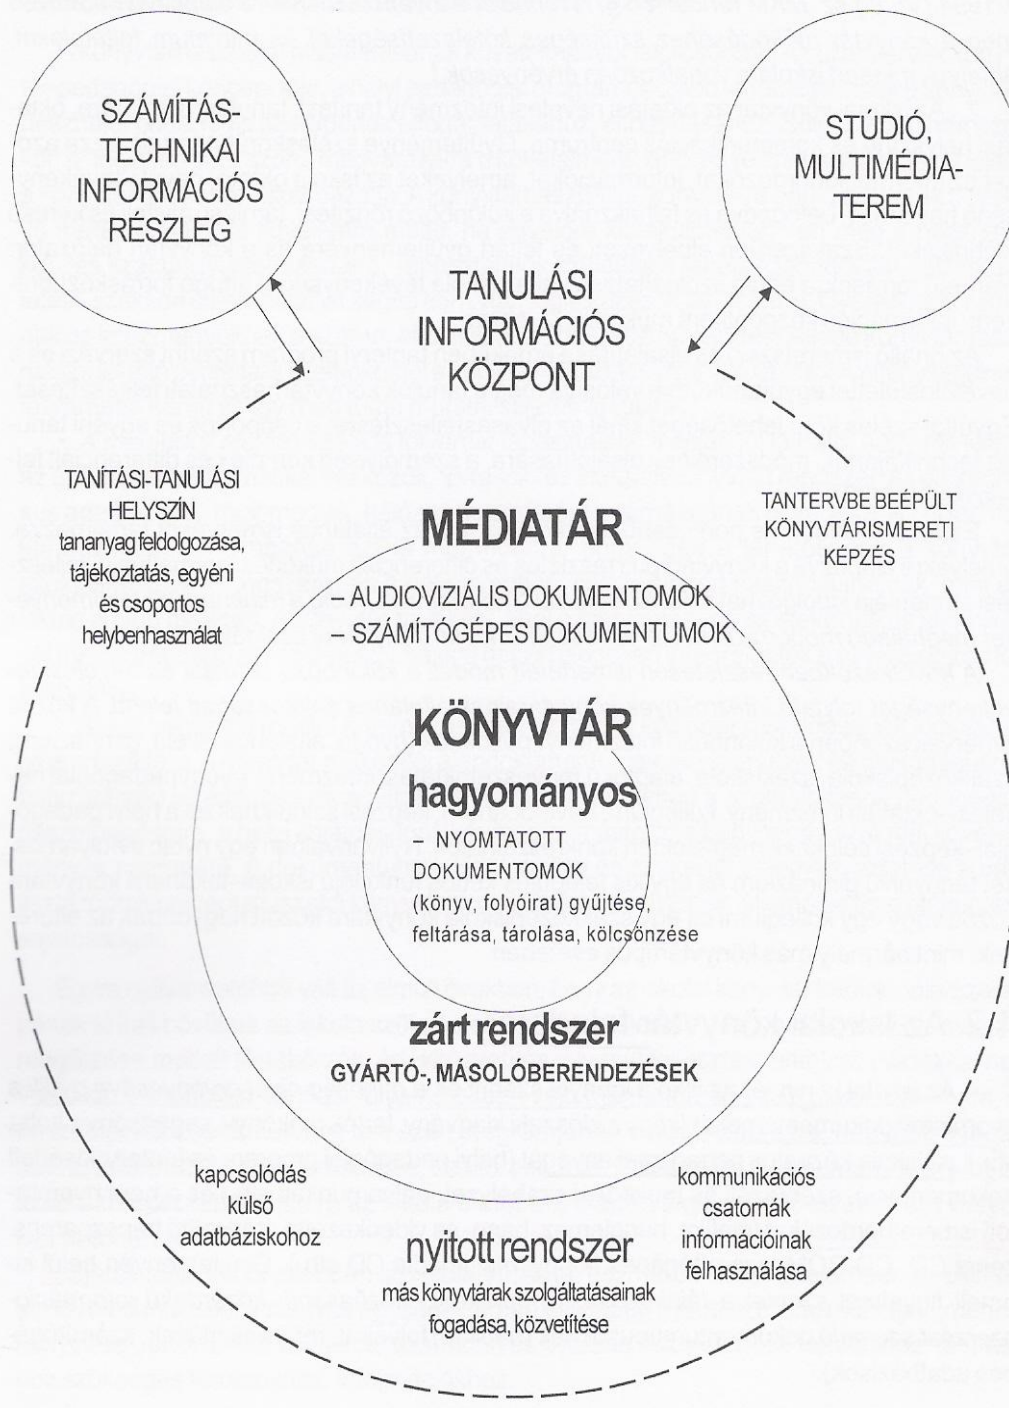 SZÁMÍTÁS-
TECHNIKAI
INFORMÁCIÓS
RÉSZLEG
STÚDIÓ,
MULTIMÉDIA-
TEREM
TANULÁSI
INFORMÁCIÓS
KÖZPONT
TANÍTÁSI-TANULÁSI
HELYSZÍN
tananyag feldolgozása,
tájékoztatás, egyéni
és csoportos
helybenhasználat
TANTERVBE BEÉPÜLT
KÖNYVTÁRISMERETI
KÉPZÉS
MÉDIATÁR
– AUDIOVIZIÁLIS DOKUMENTOMOK
– SZÁMÍTÓGÉPES DOKUMENTUMOK
KÖNYVTÁR
hagyományos
– NYOMTATOTT
DOKUMENTOMOK
(könyv, folyóirat) gyűjtése,
feltárása, tárolása, kölcsönzése
zárt rendszer
GYÁRTÓ-, MÁSOLÓBERENDEZÉSEK
kapcsolódás
külső
adatbáziskohoz
kommunikációs
csatornák
információinak
felhasználása
nyitott rendszer
más könyvtárak szolgáltatásainak
fogadása, közvetítése